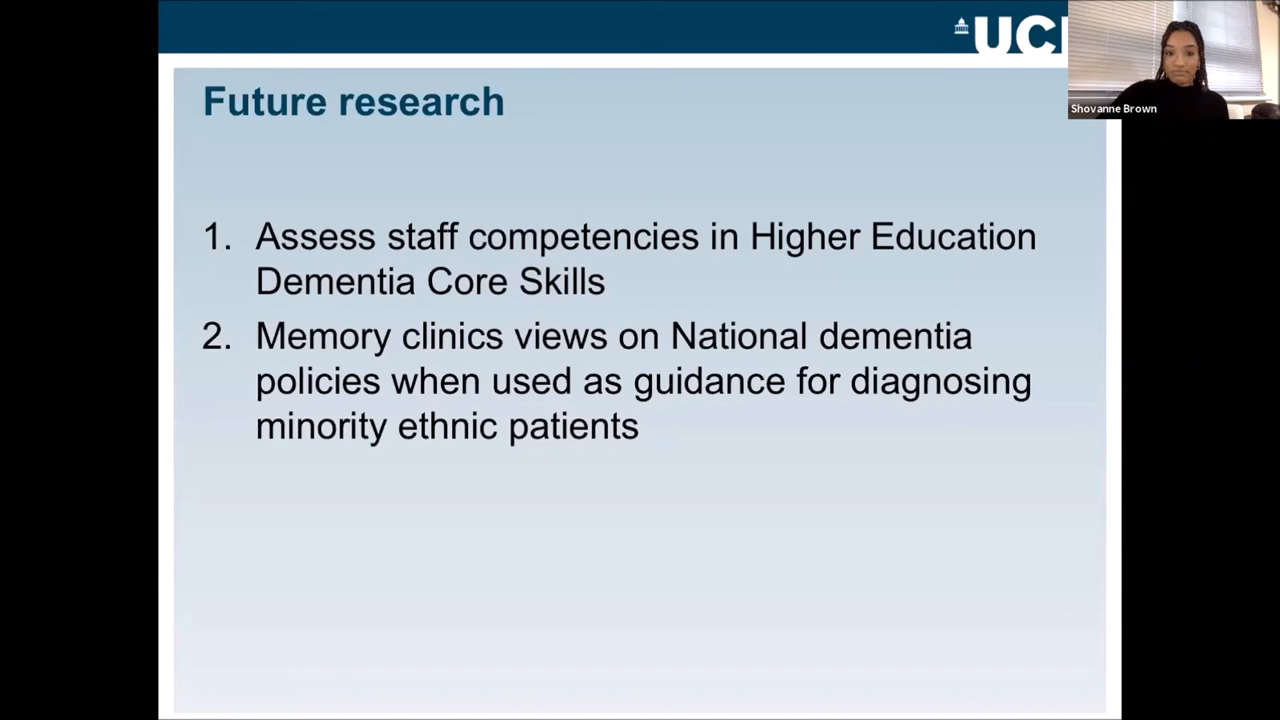 UCL
Shovanne Brown
Future research
1. Assess staff competencies in Higher Education
Dementia Core Skills
2. Memory clinics views on National dementia
policies when used as guidance for diagnosing
minority ethnic patients